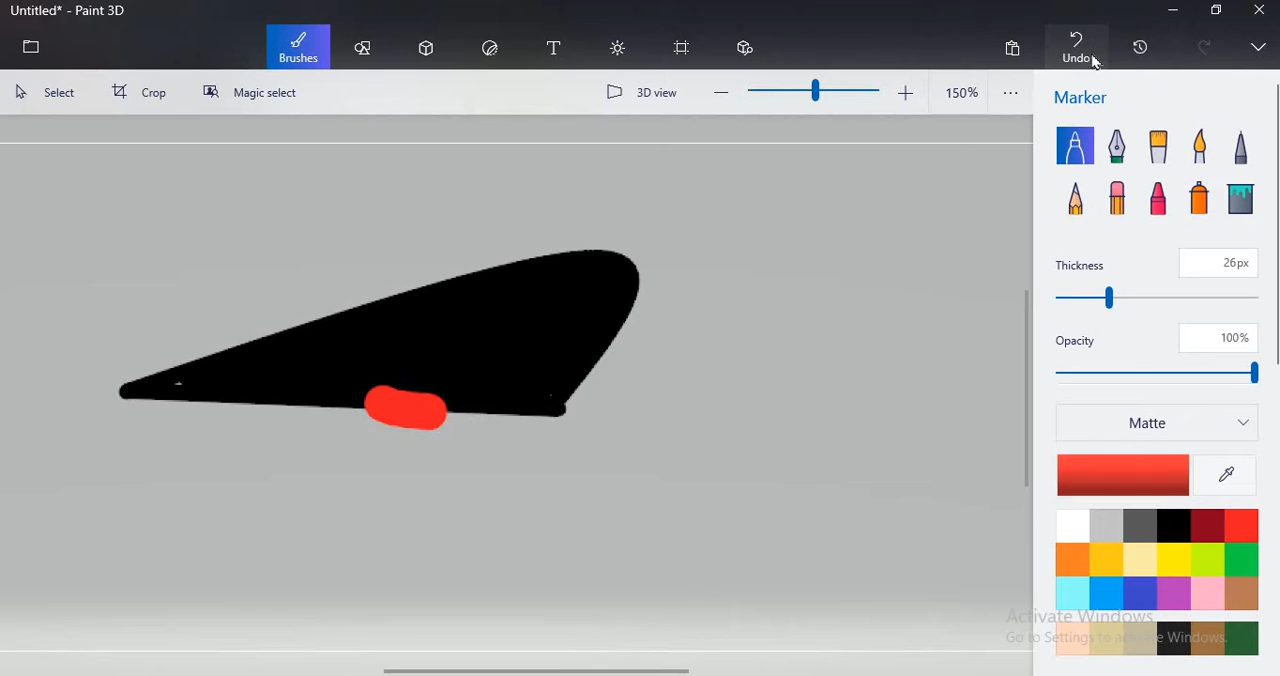 Untitled* - Paint 3D
Brushes
Undo
Select
Crop
Magic select
3D view
150%
Marker
Thickness
26px
Opacity
100%
Matte
Activate Windows
Go to Settings to activate Windows.